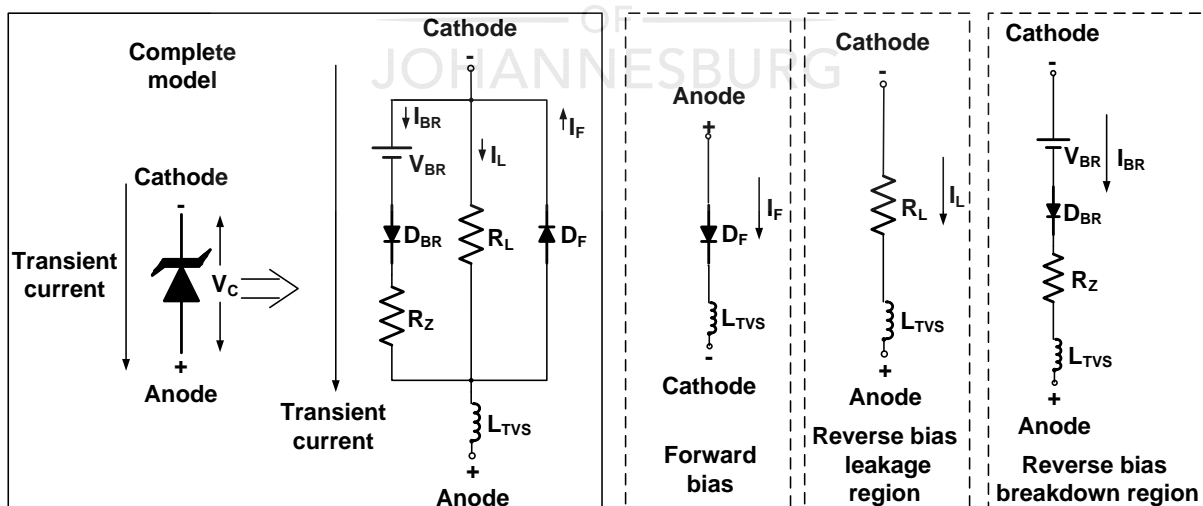 OF
JOHANNESBURG
Complete
model
Cathode
-
I_BR
I_F
V_BR
I_L
Cathode
-
D_BR
R_L
D_F
Transient
current
V_C
R_Z
+
Anode
Transient
current
L_TVS
+
Anode
Anode
+
I_F
D_F
L_TVS
-
Cathode
Forward
bias
Cathode
-
R_L
I_L
L_TVS
+
Anode
Reverse bias
leakage
region
Cathode
-
V_BR
I_BR
D_BR
R_Z
L_TVS
+
Anode
Reverse bias
breakdown region